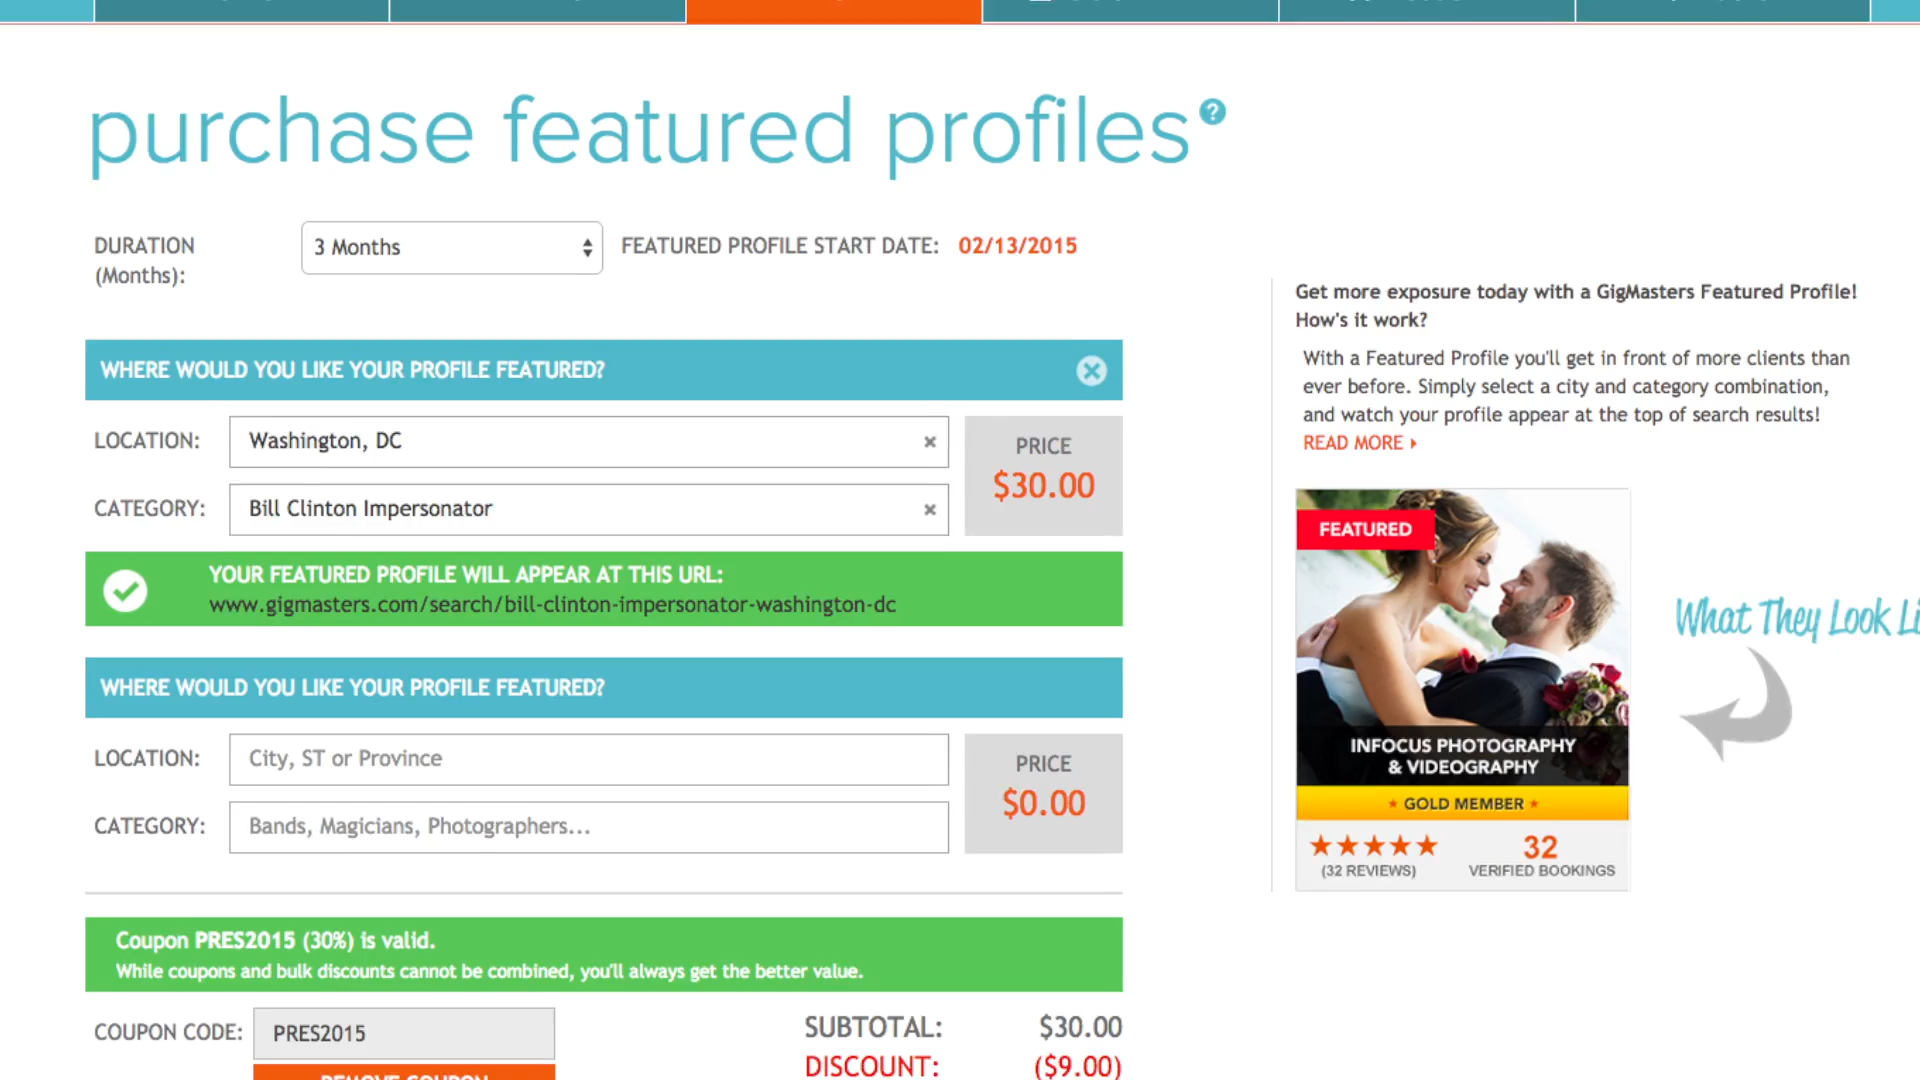 purchase featured profiles ?
DURATION
(Months):
3 Months
FEATURED PROFILE START DATE: 02/13/2015
WHERE WOULD YOU LIKE YOUR PROFILE FEATURED?
LOCATION:
Washington, DC
CATEGORY:
Bill Clinton Impersonator
PRICE
$30.00
YOUR FEATURED PROFILE WILL APPEAR AT THIS URL:
www.gigmasters.com/search/bill-clinton-impersonator-washington-dc
WHERE WOULD YOU LIKE YOUR PROFILE FEATURED?
LOCATION:
City, ST or Province
CATEGORY:
Bands, Magicians, Photographers...
PRICE
$0.00
Coupon PRES2015 (30%) is valid.
While coupons and bulk discounts cannot be combined, you'll always get the better value.
COUPON CODE:
PRES2015
REMOVE COUPON
SUBTOTAL: $30.00
DISCOUNT: ($9.00)
Get more exposure today with a GigMasters Featured Profile!
How's it work?
With a Featured Profile you'll get in front of more clients than
ever before. Simply select a city and category combination,
and watch your profile appear at the top of search results!
READ MORE
FEATURED
INFOCUS PHOTOGRAPHY
& VIDEOGRAPHY
★ GOLD MEMBER ★
★★★★★
(32 REVIEWS)
32
VERIFIED BOOKINGS
What They Look Li